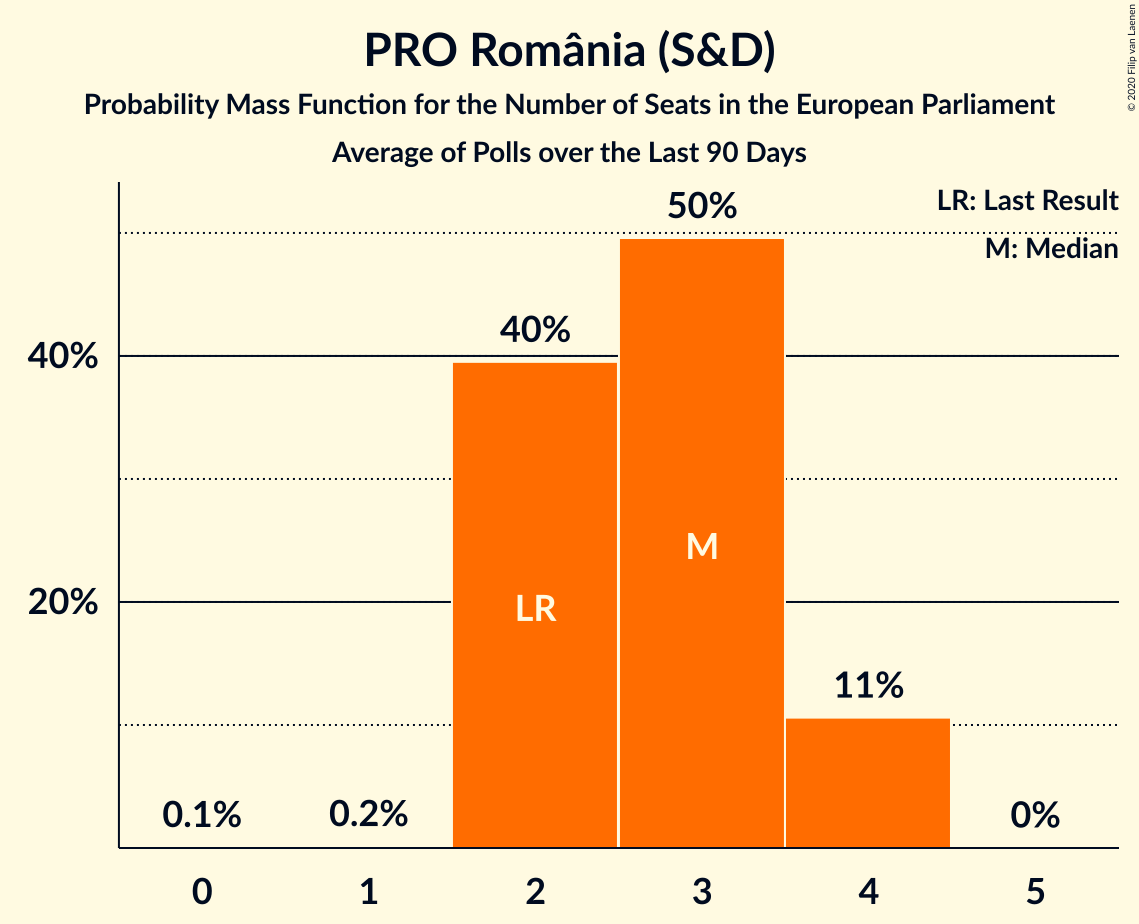 PRO România (S&D)
Probability Mass Function for the Number of Seats in the European Parliament
Average of Polls over the Last 90 Days
© 2020 Filip van Laenen
LR: Last Result
M: Median
50%
40%
40%
M
LR
20%
11%
0.1%
0.2%
0%
0
1
2
3
4
5